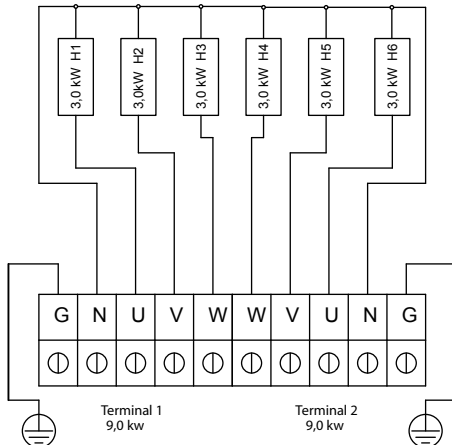 3,0 kW H1
3,0kW H2
3,0 kW H3
3,0 kW H4
3,0 kW H5
3,0 kW H6
G N U V W W V U N G
Terminal 1
9,0 kw
Terminal 2
9,0 kw